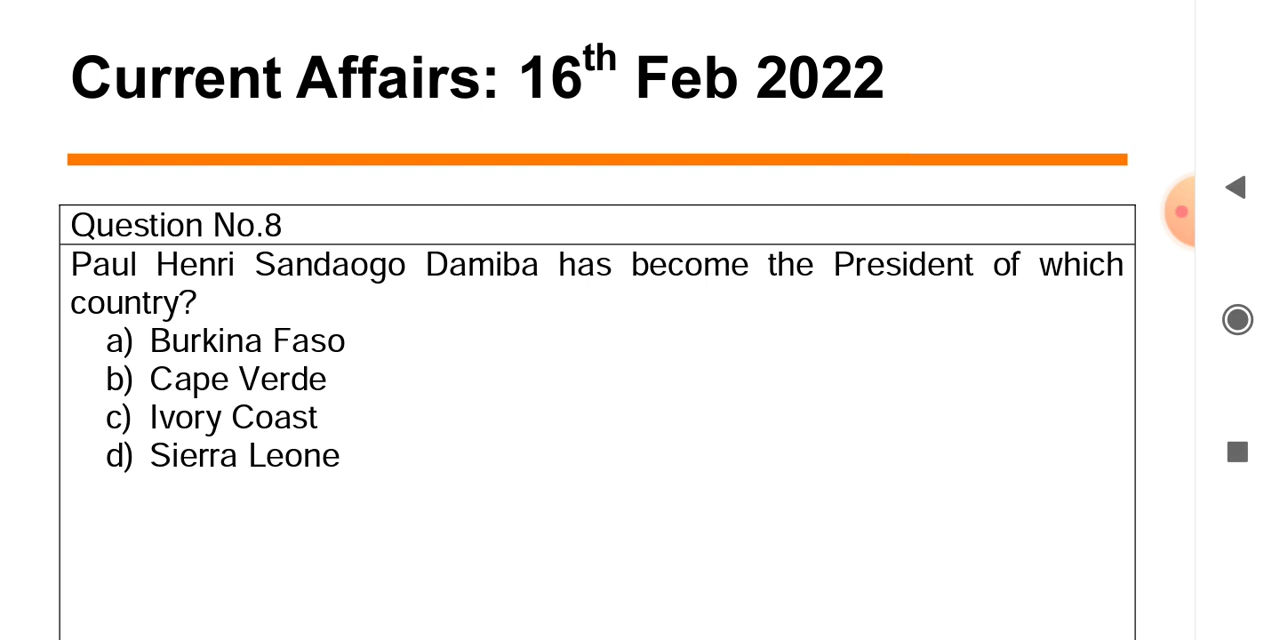 Current Affairs: 16th Feb 2022
Question No.8
Paul Henri Sandaogo Damiba has become the President of which
country?
a) Burkina Faso
b) Cape Verde
c) Ivory Coast
d) Sierra Leone